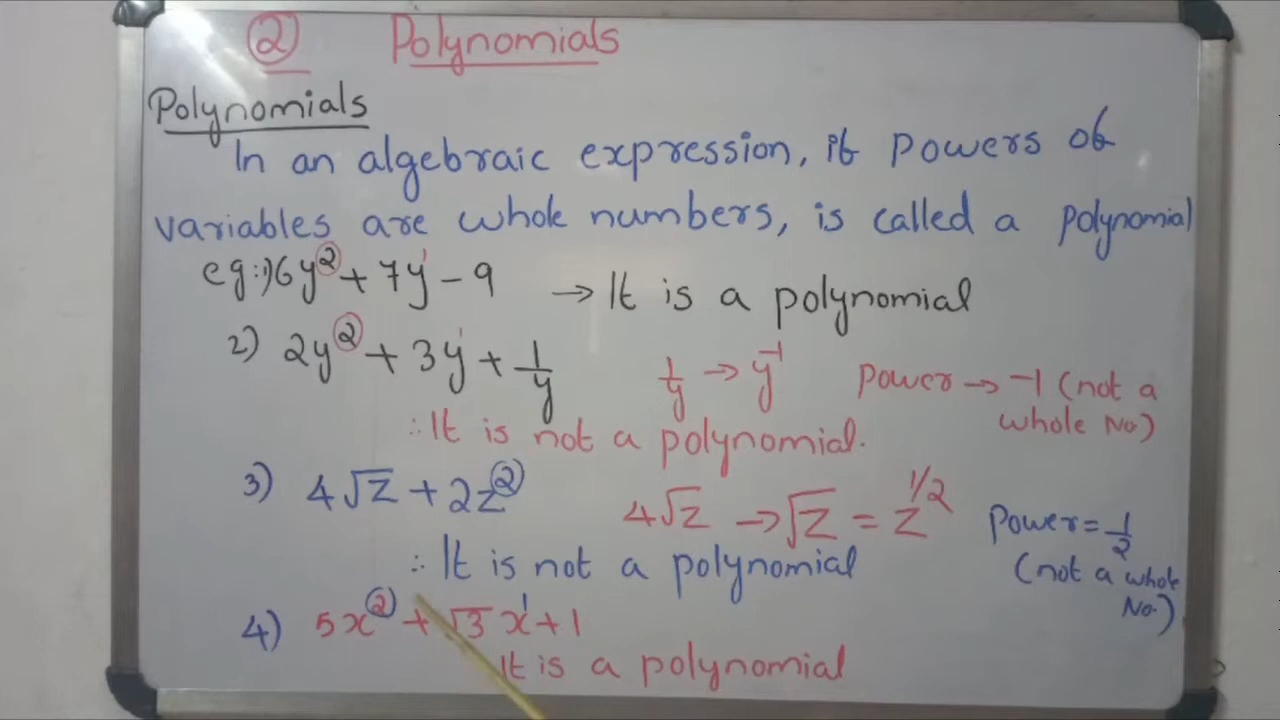 ② Polynomials
Polynomials
In an algebraic expression, if powers of
variables are whole numbers, is called a polynomial
eg:1) 6y² + 7y¹ - 9 → It is a polynomial
2) 2y² + 3y¹ + 1/y 1/y → y⁻¹ Power → -1 (not a
whole No)
∴ It is not a polynomial.
3) 4√z + 2z² 4√z → √z = z^1/2 Power = 1/2
(not a whole
No.)
∴ It is not a polynomial
4) 5x² + √3 x¹ + 1
It is a polynomial